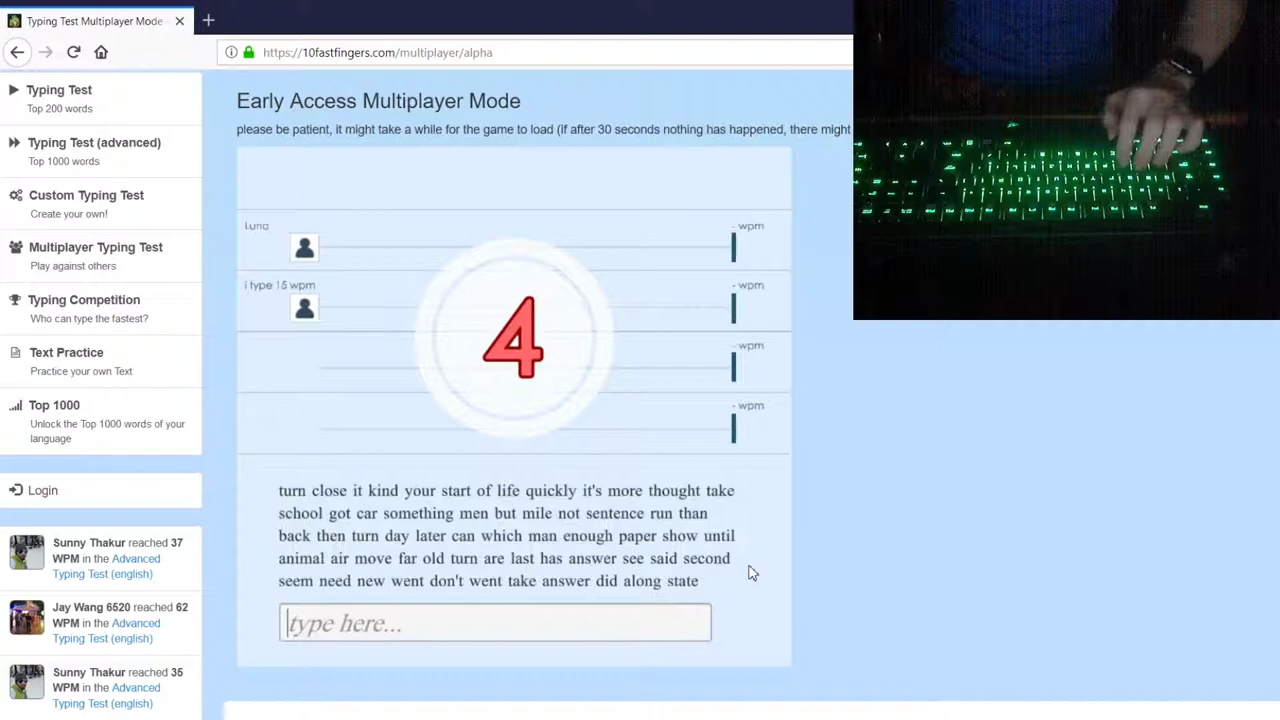 Typing Test Multiplayer Mode
https://10fastfingers.com/multiplayer/alpha
Typing Test
Top 200 words
Typing Test (advanced)
Top 1000 words
Custom Typing Test
Create your own!
Multiplayer Typing Test
Play against others
Typing Competition
Who can type the fastest?
Text Practice
Practice your own Text
Top 1000
Unlock the Top 1000 words of your
language
Login
Sunny Thakur reached 37
WPM in the Advanced
Typing Test (english)
Jay Wang 6520 reached 62
WPM in the Advanced
Typing Test (english)
Sunny Thakur reached 35
WPM in the Advanced
Typing Test (english)
Early Access Multiplayer Mode
please be patient, it might take a while for the game to load (if after 30 seconds nothing has happened, there might
Luna
- wpm
i type 15 wpm
- wpm
- wpm
- wpm
4
turn close it kind your start of life quickly it's more thought take
school got car something men but mile not sentence run than
back then turn day later can which man enough paper show until
animal air move far old turn are last has answer see said second
seem need new went don't went take answer did along state
type here...